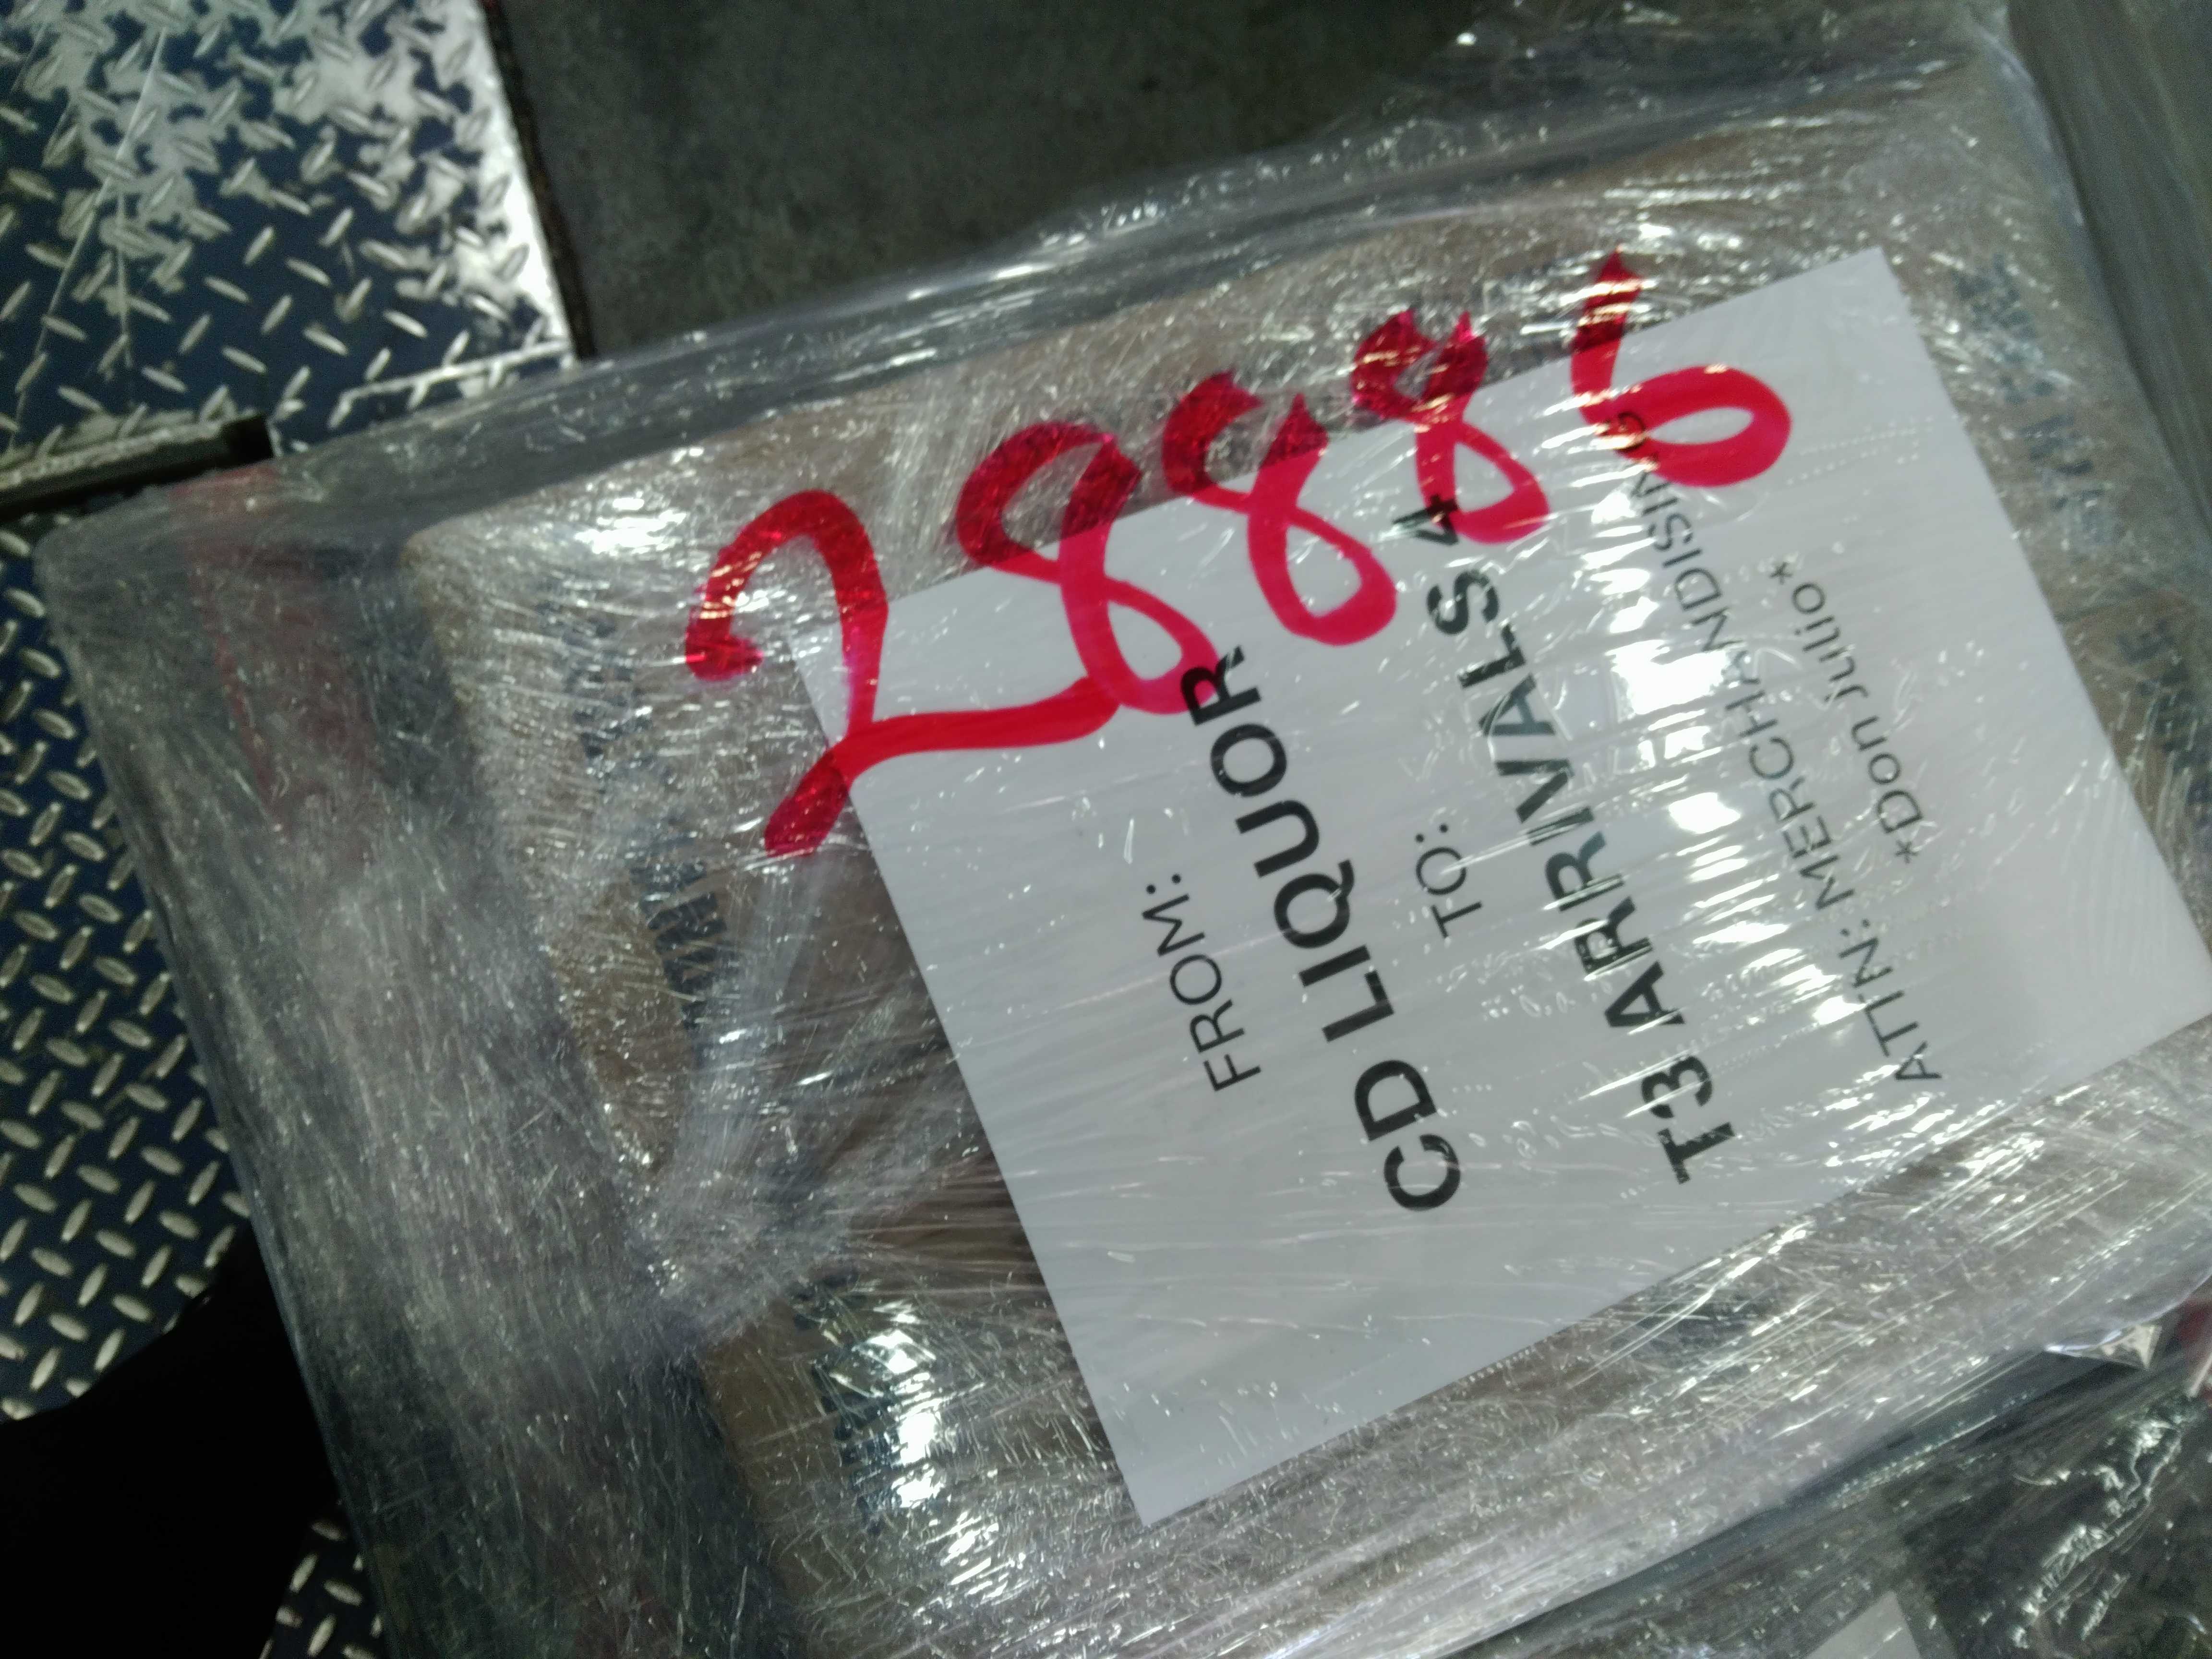 28886
FROM:
CD LIQUOR
TO:
T3 ARRIVALS 4
ATTN: MERCHANDISING
*Don Julio*